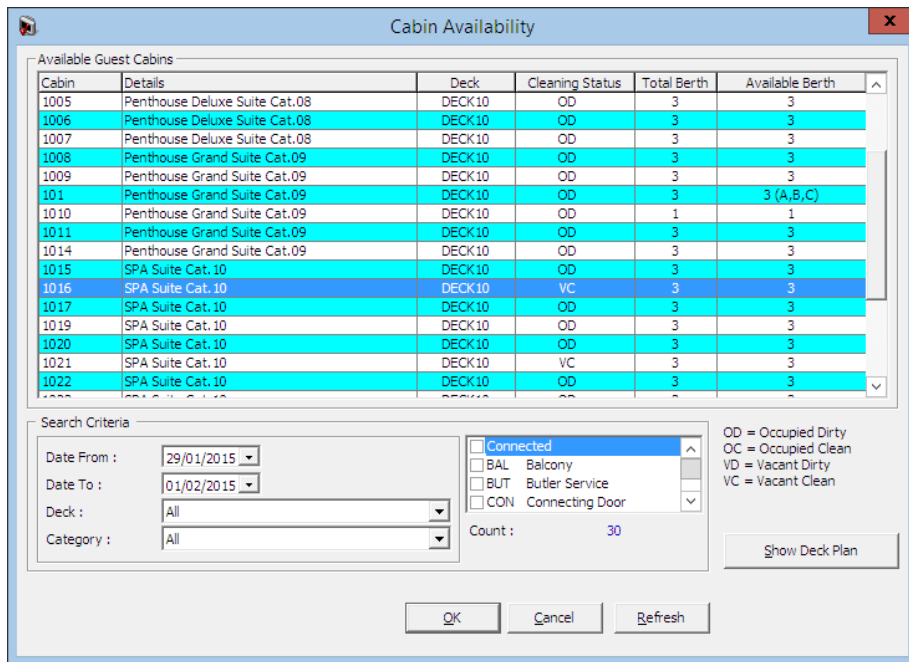 Cabin Availability
x
Available Guest Cabins
Cabin Details Deck Cleaning Status Total Berth Available Berth
1005 Penthouse Deluxe Suite Cat.08 DECK10 OD 3 3
1006 Penthouse Deluxe Suite Cat.08 DECK10 OD 3 3
1007 Penthouse Deluxe Suite Cat.08 DECK10 OD 3 3
1008 Penthouse Grand Suite Cat.09 DECK10 OD 3 3
1009 Penthouse Grand Suite Cat.09 DECK10 OD 3 3
101 Penthouse Grand Suite Cat.09 DECK10 OD 3 3 (A,B,C)
1010 Penthouse Grand Suite Cat.09 DECK10 OD 1 1
1011 Penthouse Grand Suite Cat.09 DECK10 OD 3 3
1014 Penthouse Grand Suite Cat.09 DECK10 OD 3 3
1015 SPA Suite Cat.10 DECK10 OD 3 3
1016 SPA Suite Cat.10 DECK10 VC 3 3
1017 SPA Suite Cat.10 DECK10 OD 3 3
1019 SPA Suite Cat.10 DECK10 OD 3 3
1020 SPA Suite Cat.10 DECK10 OD 3 3
1021 SPA Suite Cat.10 DECK10 VC 3 3
1022 SPA Suite Cat.10 DECK10 OD 3 3
Search Criteria
Date From : 29/01/2015
Date To : 01/02/2015
Deck : All
Category : All
Connected
BAL Balcony
BUT Butler Service
CON Connecting Door
Count : 30
OD = Occupied Dirty
OC = Occupied Clean
VD = Vacant Dirty
VC = Vacant Clean
Show Deck Plan
OK Cancel Refresh